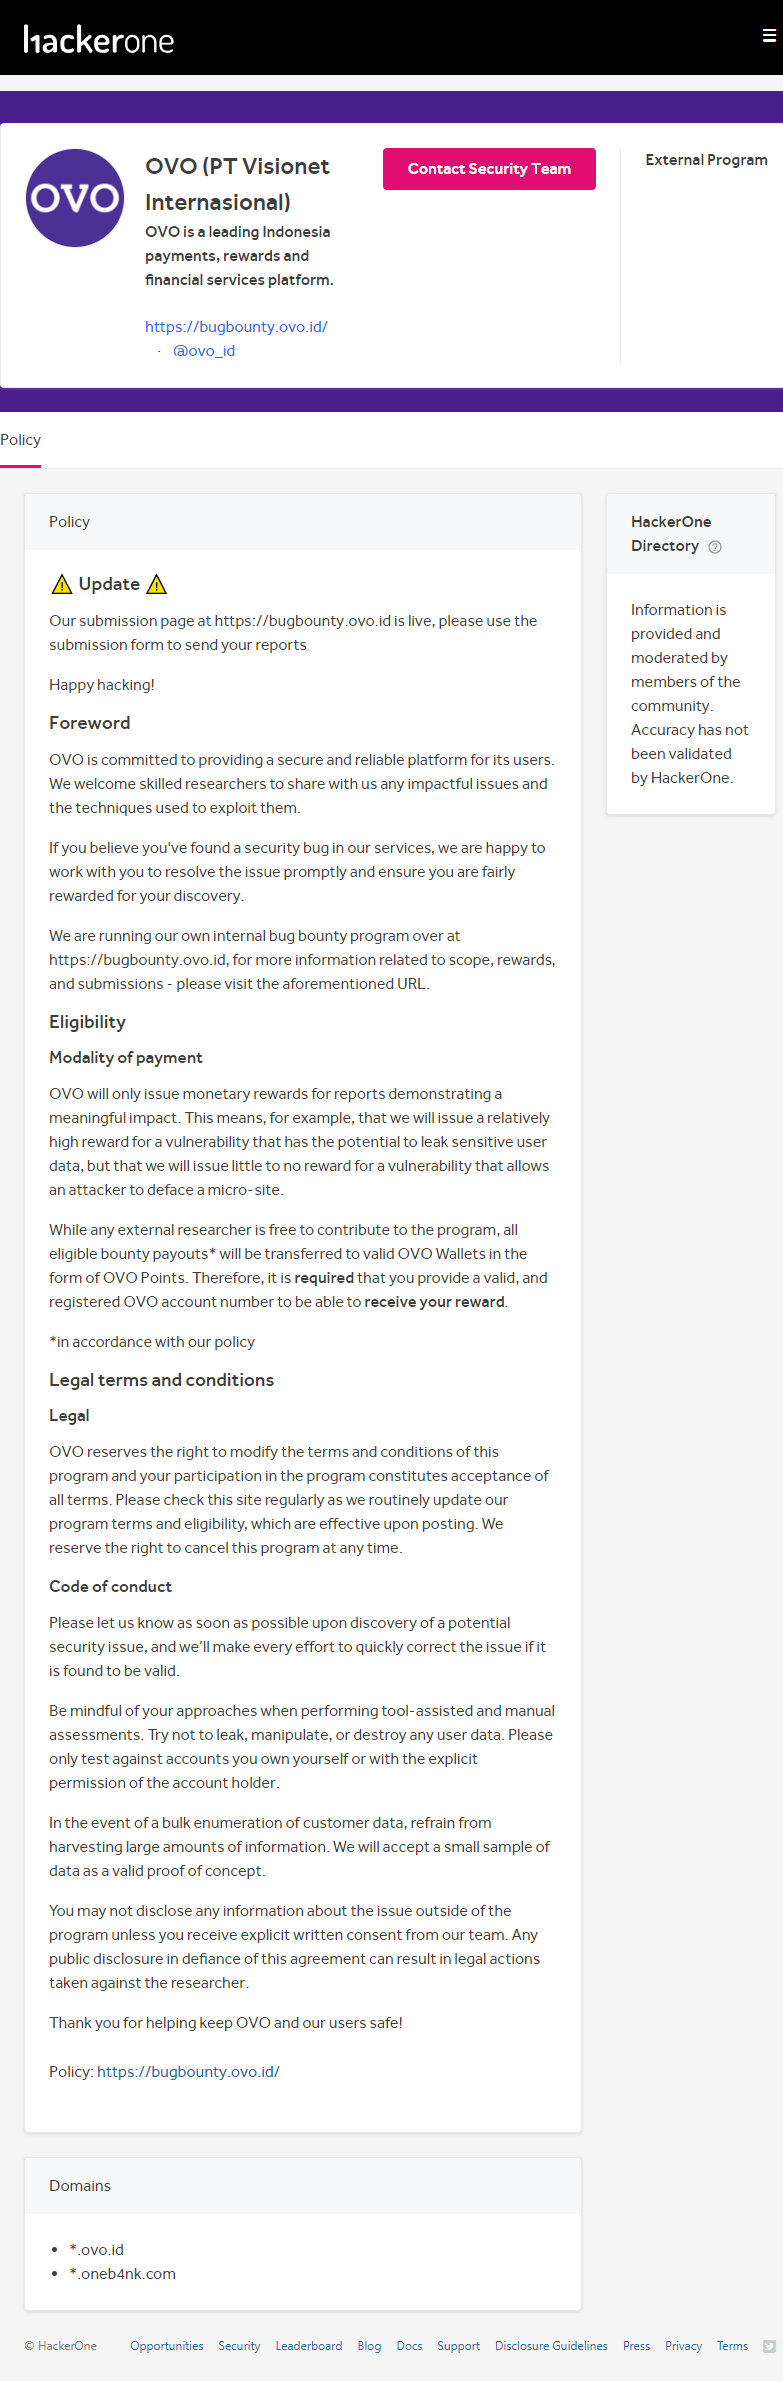 hackerone
OVO
OVO (PT Visionet
Internasional)
OVO is a leading Indonesia
payments, rewards and
financial services platform.
https://bugbounty.ovo.id/
· @ovo_id
Contact Security Team
External Program
Policy
Policy
⚠ Update ⚠
Our submission page at https://bugbounty.ovo.id is live, please use the
submission form to send your reports
Happy hacking!
Foreword
OVO is committed to providing a secure and reliable platform for its users.
We welcome skilled researchers to share with us any impactful issues and
the techniques used to exploit them.
If you believe you've found a security bug in our services, we are happy to
work with you to resolve the issue promptly and ensure you are fairly
rewarded for your discovery.
We are running our own internal bug bounty program over at
https://bugbounty.ovo.id, for more information related to scope, rewards,
and submissions - please visit the aforementioned URL.
Eligibility
Modality of payment
OVO will only issue monetary rewards for reports demonstrating a
meaningful impact. This means, for example, that we will issue a relatively
high reward for a vulnerability that has the potential to leak sensitive user
data, but that we will issue little to no reward for a vulnerability that allows
an attacker to deface a micro-site.
While any external researcher is free to contribute to the program, all
eligible bounty payouts* will be transferred to valid OVO Wallets in the
form of OVO Points. Therefore, it is required that you provide a valid, and
registered OVO account number to be able to receive your reward.
*in accordance with our policy
Legal terms and conditions
Legal
OVO reserves the right to modify the terms and conditions of this
program and your participation in the program constitutes acceptance of
all terms. Please check this site regularly as we routinely update our
program terms and eligibility, which are effective upon posting. We
reserve the right to cancel this program at any time.
Code of conduct
Please let us know as soon as possible upon discovery of a potential
security issue, and we'll make every effort to quickly correct the issue if it
is found to be valid.
Be mindful of your approaches when performing tool-assisted and manual
assessments. Try not to leak, manipulate, or destroy any user data. Please
only test against accounts you own yourself or with the explicit
permission of the account holder.
In the event of a bulk enumeration of customer data, refrain from
harvesting large amounts of information. We will accept a small sample of
data as a valid proof of concept.
You may not disclose any information about the issue outside of the
program unless you receive explicit written consent from our team. Any
public disclosure in defiance of this agreement can result in legal actions
taken against the researcher.
Thank you for helping keep OVO and our users safe!
Policy: https://bugbounty.ovo.id/
HackerOne
Directory
Information is
provided and
moderated by
members of the
community.
Accuracy has not
been validated
by HackerOne.
Domains
• *.ovo.id
• *.oneb4nk.com
© HackerOne Opportunities Security Leaderboard Blog Docs Support Disclosure Guidelines Press Privacy Terms